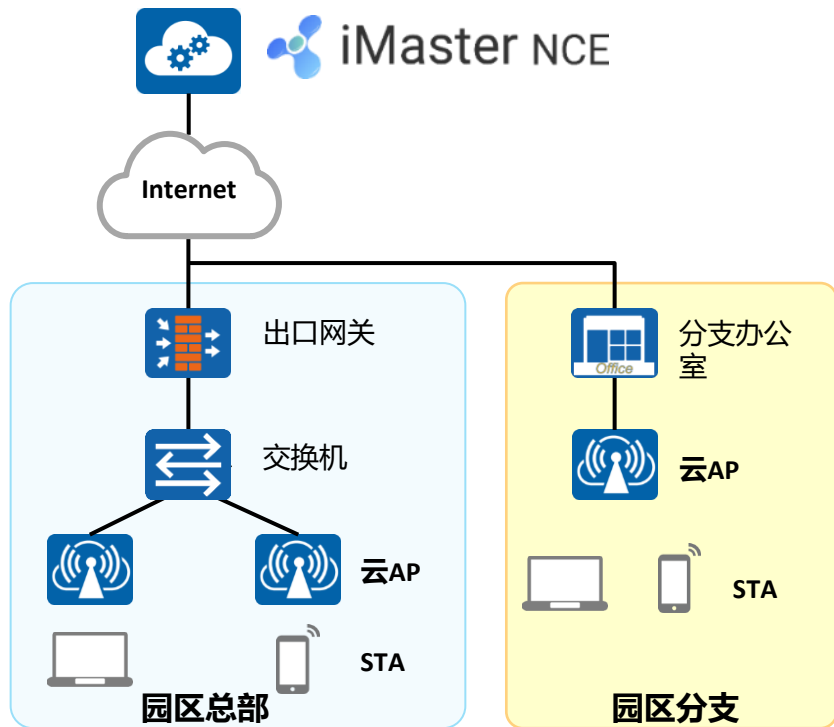 iMaster NCE
Internet
出口网关
交换机
云AP
STA
园区总部
分支办公
室
Office
云AP
STA
园区分支